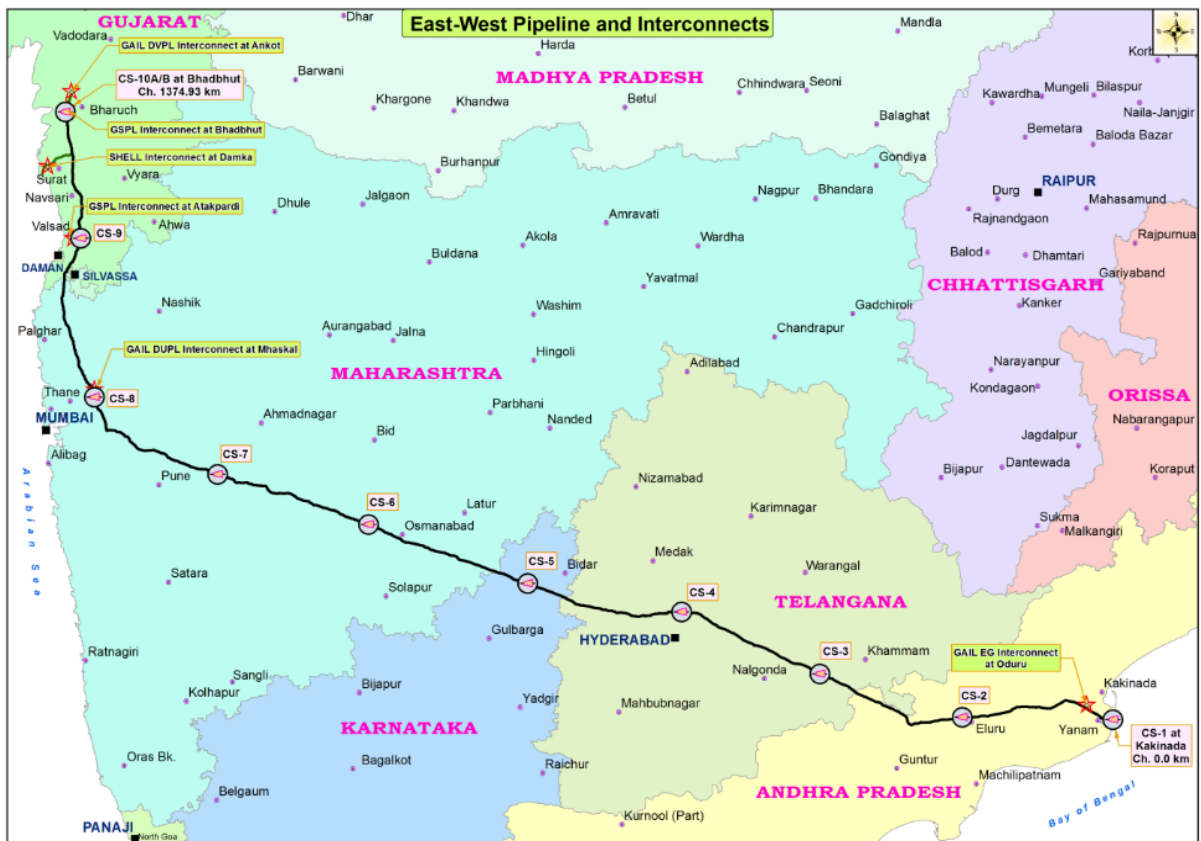 East-West Pipeline and Interconnects
GUJARAT
Vadodara
Dhar
Mandla
GAIL DVPL Interconnect at Ankot
Harda
Barwani
MADHYA PRADESH
Chhindwara
Seoni
CS-10A/B at Bhadbhut
Ch. 1374.93 km
Bharuch
Khargone
Khandwa
Betul
Balaghat
Kawardha
Mungeli
Bilaspur
Naila-Janjgir
GSPL Interconnect at Bhadbhut
Bemetara
Baloda Bazar
SHELL Interconnect at Damka
Surat
Vyara
Burhanpur
Gondiya
Navsari
GSPL Interconnect at Atakpardi
Dhule
Jalgaon
Nagpur
Bhandara
Durg
RAIPUR
Rajnandgaon
Mahasamund
Valsad
CS-9
Ahwa
Amravati
Akola
Wardha
Rajpurnua
DAMAN
SILVASSA
Buldana
Balod
Dhamtari
Gariyaband
Yavatmal
CHHATTISGARH
Nashik
Washim
Gadchiroli
Kanker
Palghar
Aurangabad
Jalna
Chandrapur
GAIL DUPL Interconnect at Mhaskal
Hingoli
Adilabad
MAHARASHTRA
Narayanpur
Kondagaon
Thane
CS-8
ORISSA
MUMBAI
Ahmadnagar
Parbhani
Nanded
Bid
Nabarangapur
Jagdalpur
Alibag
CS-7
Pune
Dantewada
Bijapur
Koraput
Nizamabad
CS-6
Latur
Osmanabad
Karimnagar
Sukma
Malkangiri
Arabian Sea
Medak
CS-5
Bidar
Warangal
Satara
Solapur
CS-4
TELANGANA
HYDERABAD
Gulbarga
CS-3
Khammam
GAIL EG Interconnect
at Oduru
Ratnagiri
Sangli
Nalgonda
Kolhapur
Bijapur
Yadgir
Mahbubnagar
CS-2
Kakinada
KARNATAKA
Eluru
Yanam
CS-1 at
Kakinada
Ch. 0.0 km
Oras Bk.
Bagalkot
Raichur
Guntur
Machilipatnam
Belgaum
ANDHRA PRADESH
Kurnool (Part)
Bay of Bengal
PANAJI
North Goa